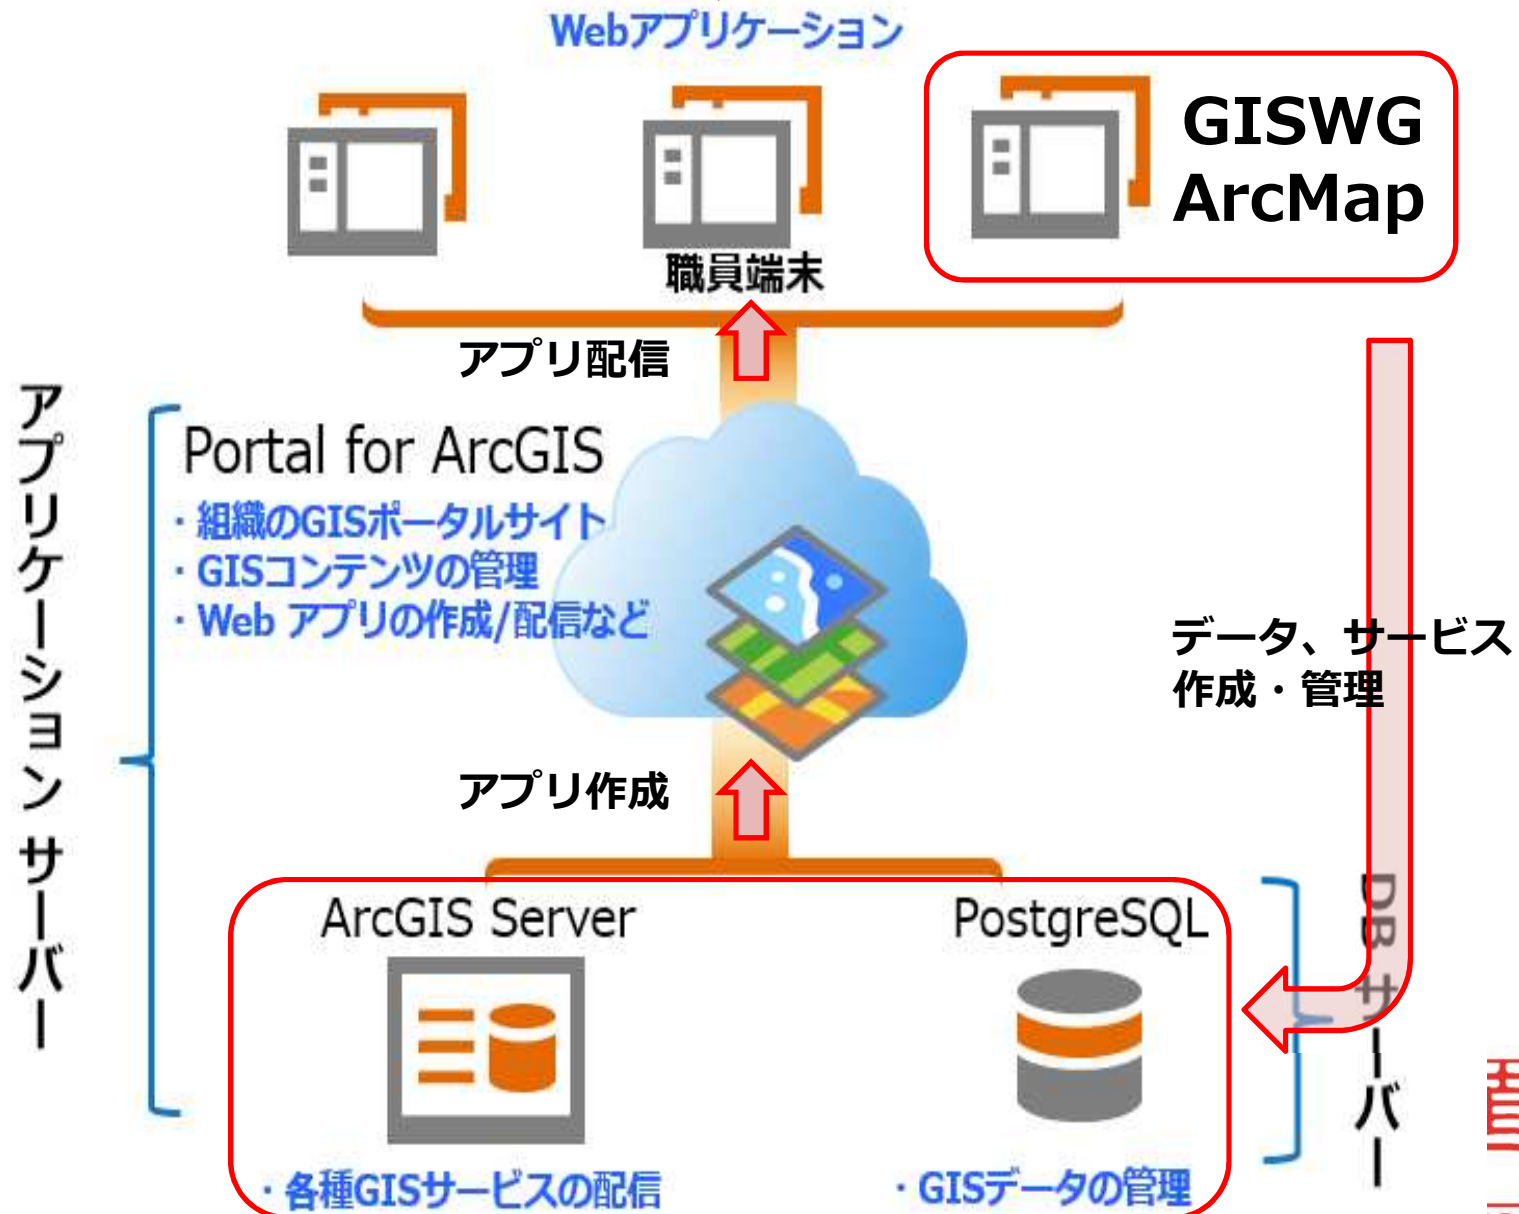 Webアプリケーション
GISWG
ArcMap
職員端末
アプリ配信
アプリケーション サーバー
Portal for ArcGIS
・組織のGISポータルサイト
・GISコンテンツの管理
・Web アプリの作成/配信など
データ、サービス
作成・管理
アプリ作成
ArcGIS Server
PostgreSQL
DB サーバー
・各種GISサービスの配信
・GISデータの管理